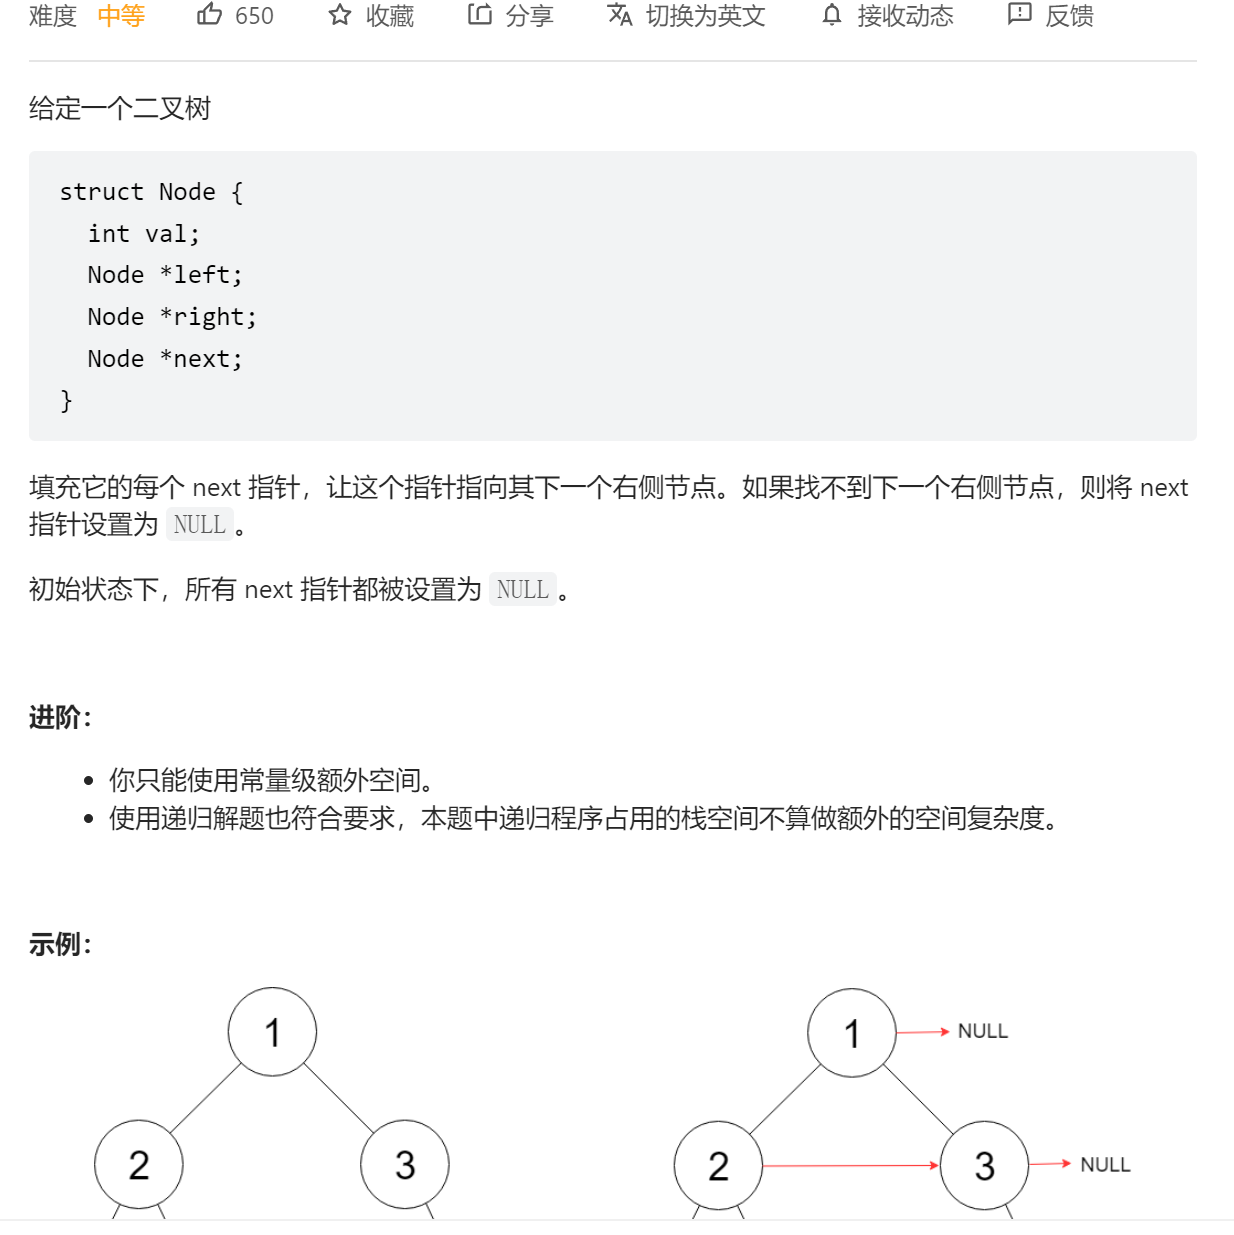 难度 中等 650 收藏 分享 切换为英文 接收动态 反馈
给定一个二叉树
struct Node {
  int val;
  Node *left;
  Node *right;
  Node *next;
}
填充它的每个 next 指针，让这个指针指向其下一个右侧节点。如果找不到下一个右侧节点，则将 next
指针设置为 NULL。
初始状态下，所有 next 指针都被设置为 NULL。
进阶：
• 你只能使用常量级额外空间。
• 使用递归解题也符合要求，本题中递归程序占用的栈空间不算做额外的空间复杂度。
示例：
1 1 NULL
2 3 2 3 NULL